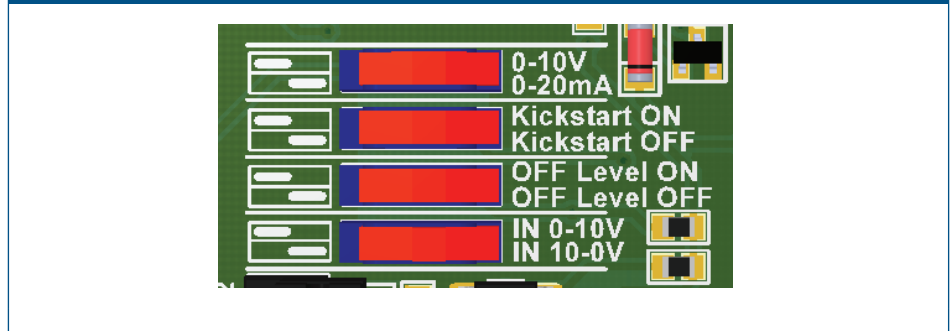 0-10V
0-20mA
Kickstart ON
Kickstart OFF
OFF Level ON
OFF Level OFF
IN 0-10V
IN 10-0V